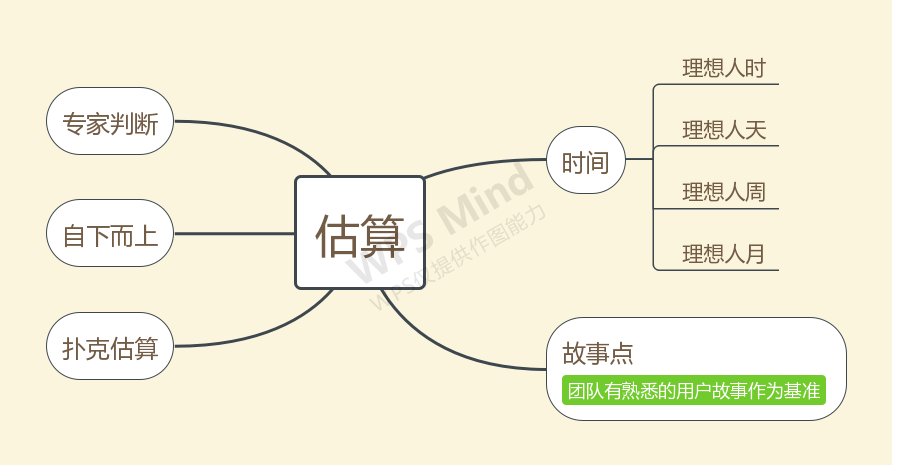 估算
时间
理想人时
理想人天
理想人周
理想人月
故事点
团队有熟悉的用户故事作为基准
专家判断
自下而上
扑克估算
WPS Mind
WPS仅提供作图能力